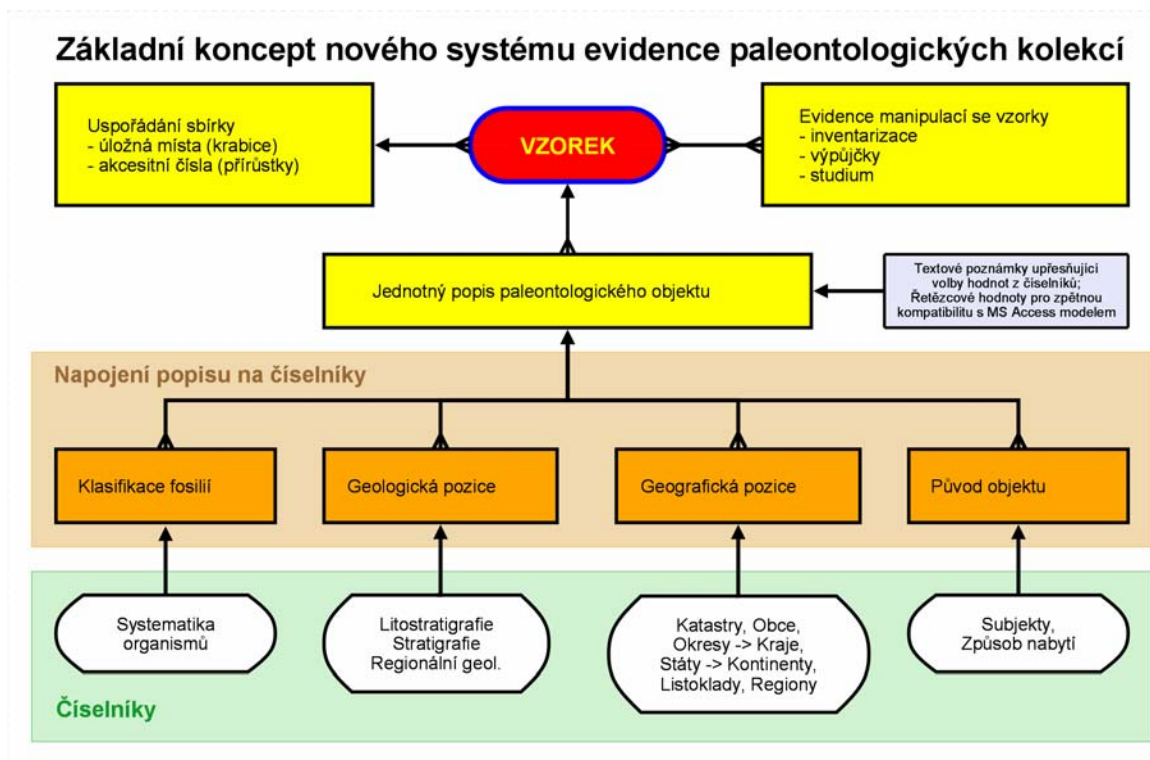 Základní koncept nového systému evidence paleontologických kolekcí
Uspořádání sbírky
- úložná místa (krabice)
- akcesitní čísla (přírůstky)
VZOREK
Evidence manipulací se vzorky
- inventarizace
- výpůjčky
- studium
Jednotný popis paleontologického objektu
Textové poznámky upřesňující
volby hodnot z číselníků;
Řetězcové hodnoty pro zpětnou
kompatibilitu s MS Access modelem
Napojení popisu na číselníky
Klasifikace fosilií
Geologická pozice
Geografická pozice
Původ objektu
Systematika
organismů
Litostratigrafie
Stratigrafie
Regionální geol.
Katastry, Obce,
Okresy -> Kraje,
Státy -> Kontinenty,
Listoklady, Regiony
Subjekty,
Způsob nabytí
Číselníky